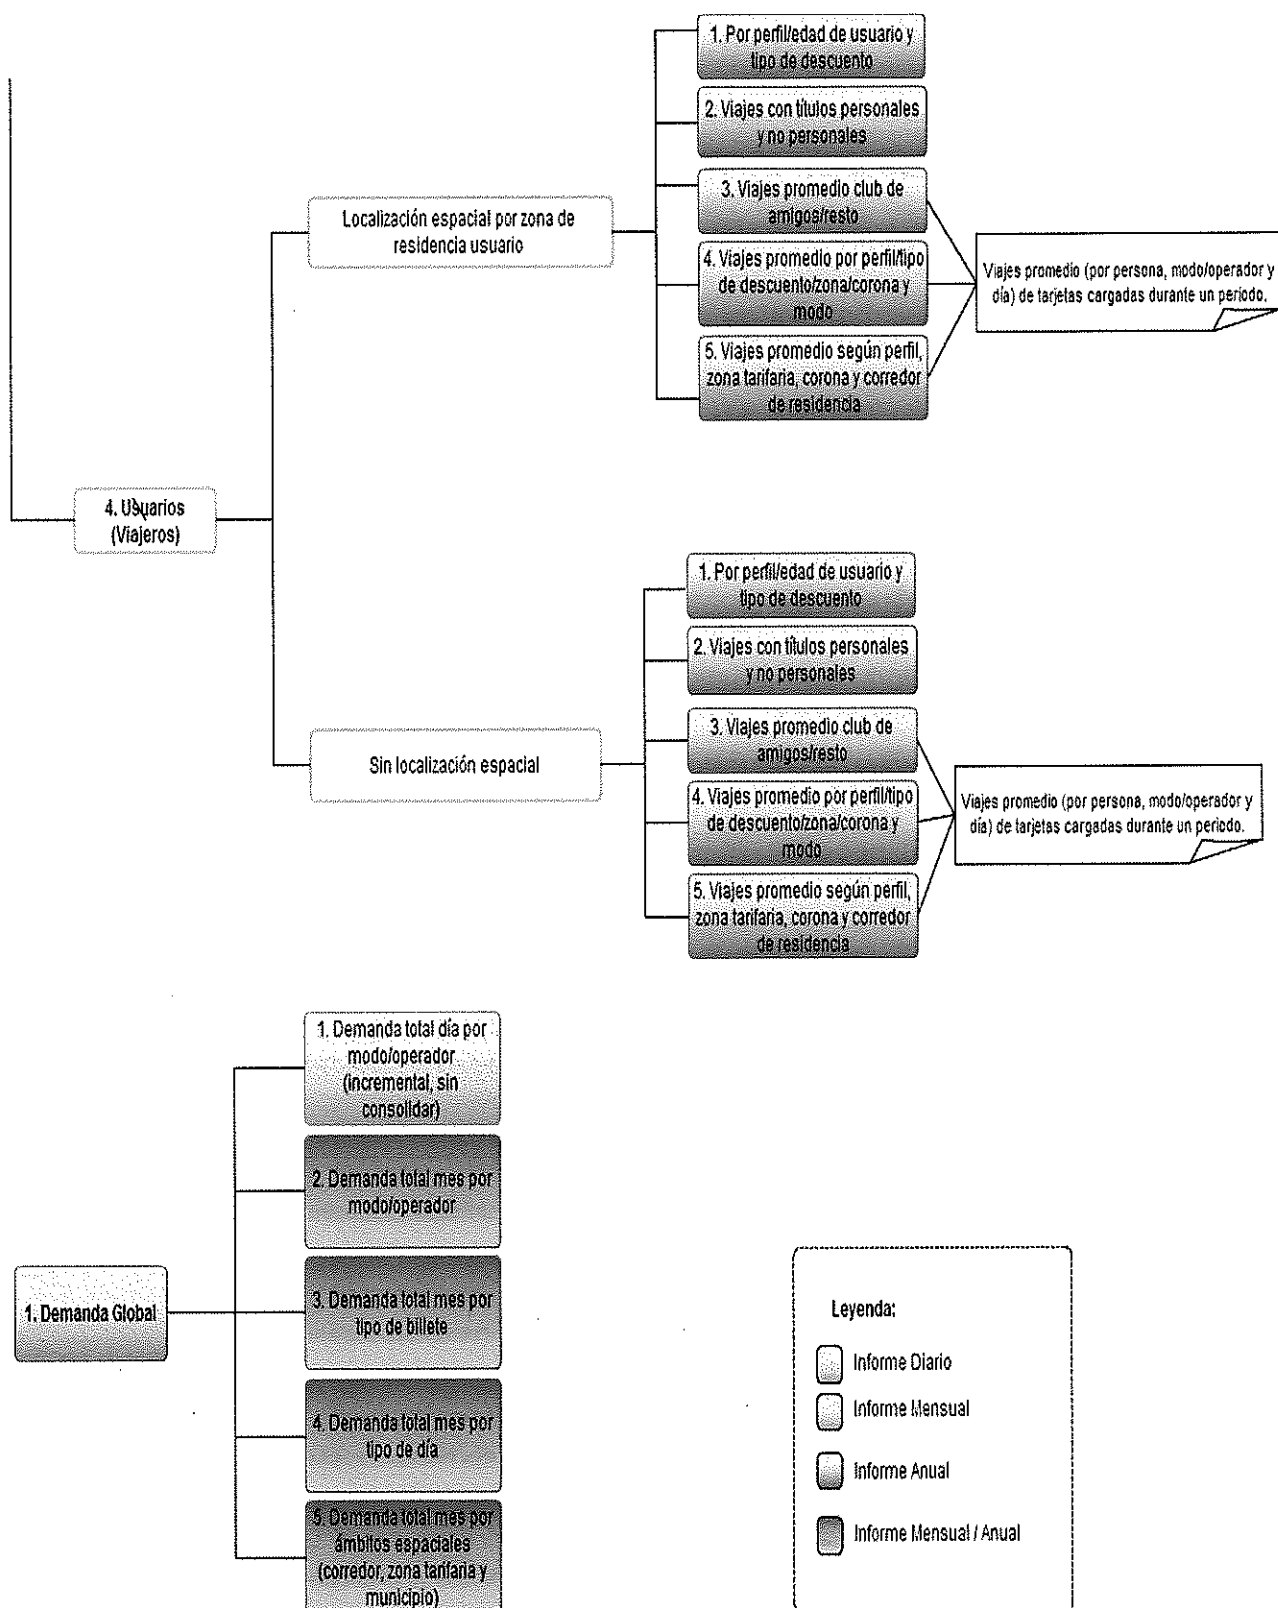 1. Por perfil/edad de usuario y
tipo de descuento
2. Viajes con títulos personales
y no personales
3. Viajes promedio club de
amigos/resto
4. Viajes promedio por perfil/tipo
de descuento/zona/corona y
modo
5. Viajes promedio según perfil,
zona tarifaria, corona y corredor
de residencia
Localización espacial por zona de
residencia usuario
Viajes promedio (por persona, modo/operador y
día) de tarjetas cargadas durante un periodo.
4. Usuarios
(Viajeros)
1. Por perfil/edad de usuario y
tipo de descuento
2. Viajes con títulos personales
y no personales
3. Viajes promedio club de
amigos/resto
4. Viajes promedio por perfil/tipo
de descuento/zona/corona y
modo
5. Viajes promedio según perfil,
zona tarifaria, corona y corredor
de residencia
Sin localización espacial
Viajes promedio (por persona, modo/operador y
día) de tarjetas cargadas durante un periodo.
1. Demanda total día por
modo/operador
(incremental, sin
consolidar)
2. Demanda total mes por
modo/operador
3. Demanda total mes por
tipo de billete
4. Demanda total mes por
tipo de día
5. Demanda total mes por
ámbitos espaciales
(corredor, zona tarifaria y
municipio)
1. Demanda Global
Leyenda:
Informe Diario
Informe Mensual
Informe Anual
Informe Mensual / Anual